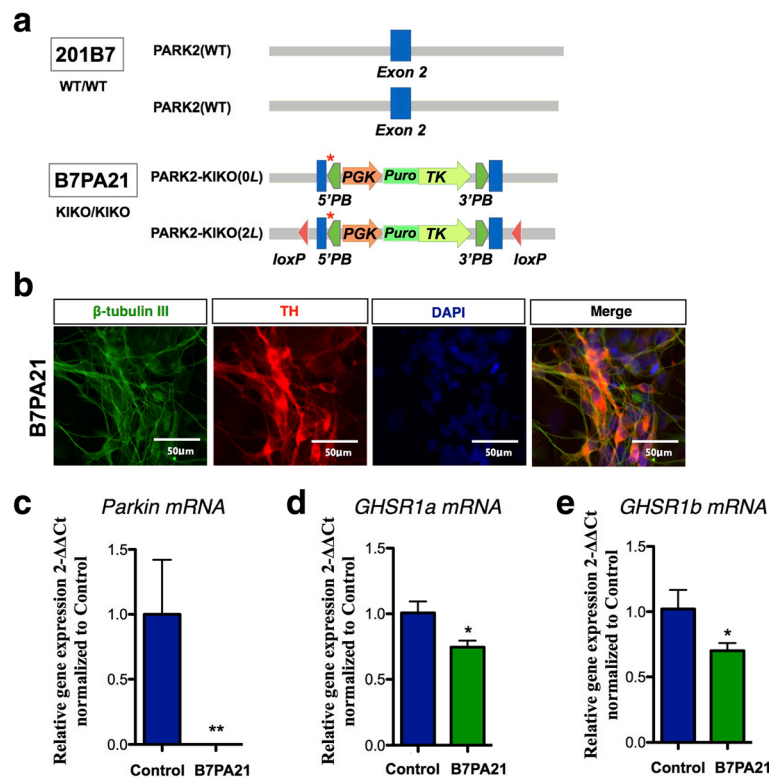 a
201B7
WT/WT
PARK2(WT)
Exon 2
PARK2(WT)
Exon 2
B7PA21
KIKO/KIKO
PARK2-KIKO(0L)
*
PGK
Puro
TK
5'PB
3'PB
PARK2-KIKO(2L)
*
PGK
Puro
TK
loxP
5'PB
3'PB
loxP
b
β-tubulin III
TH
DAPI
Merge
B7PA21
50μm
50μm
50μm
50μm
c
Parkin mRNA
Relative gene expression 2-ΔΔCt
normalized to Control
1.5
1.0
0.5
0.0
**
Control
B7PA21
d
GHSR1a mRNA
Relative gene expression 2-ΔΔCt
normalized to Control
1.5
1.0
0.5
0.0
*
Control
B7PA21
e
GHSR1b mRNA
Relative gene expression 2-ΔΔCt
normalized to Control
1.5
1.0
0.5
0.0
*
Control
B7PA21